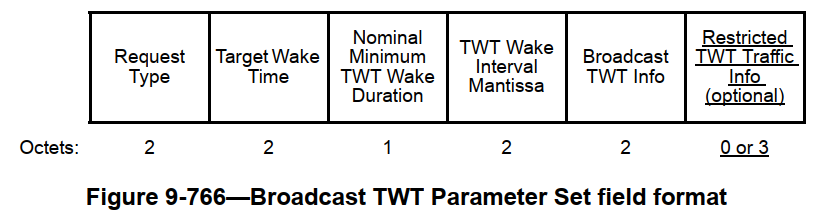 Request
Type
Target Wake
Time
Nominal
Minimum
TWT Wake
Duration
TWT Wake
Interval
Mantissa
Broadcast
TWT Info
Restricted
TWT Traffic
Info
(optional)
Octets: 2 2 1 2 2 0 or 3
Figure 9-766—Broadcast TWT Parameter Set field format